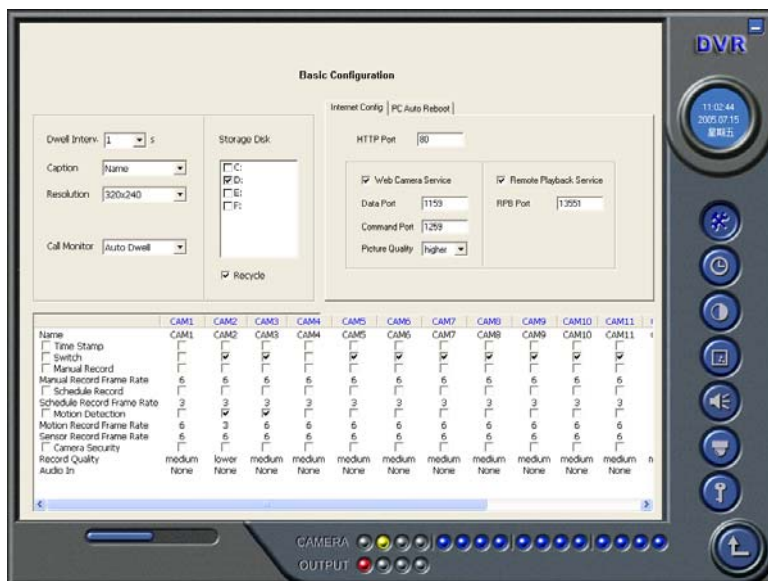 DVR
Basic Configuration
11:02:44
2005.07.15
星期五
Internet Config PC Auto Reboot
Dwell Interv. 1 s
Storage Disk
HTTP Port 80
Caption Name
C:
D:
E:
F:
Resolution 320x240
Web Camera Service
Remote Playback Service
Data Port 1159
RPB Port 13551
Command Port 1259
Call Monitor Auto Dwell
Picture Quality higher
Recycle
CAM1 CAM2 CAM3 CAM4 CAM5 CAM6 CAM7 CAM8 CAM9 CAM10 CAM11
Name CAM1 CAM2 CAM3 CAM4 CAM5 CAM6 CAM7 CAM8 CAM9 CAM10 CAM11
Time Stamp
Switch
Manual Record
Manual Record Frame Rate 6 6 6 6 6 6 6 6 6 6 6
Schedule Record
Schedule Record Frame Rate 3 3 3 3 3 3 3 3 3 3 3
Motion Detection
Motion Record Frame Rate 6 3 6 6 6 6 6 6 6 6 6
Sensor Record Frame Rate 6 6 6 6 6 6 6 6 6 6 6
Camera Security
Record Quality medium lower medium medium medium medium medium medium medium medium medium
Audio In None None None None None None None None None None None
CAMERA
OUTPUT